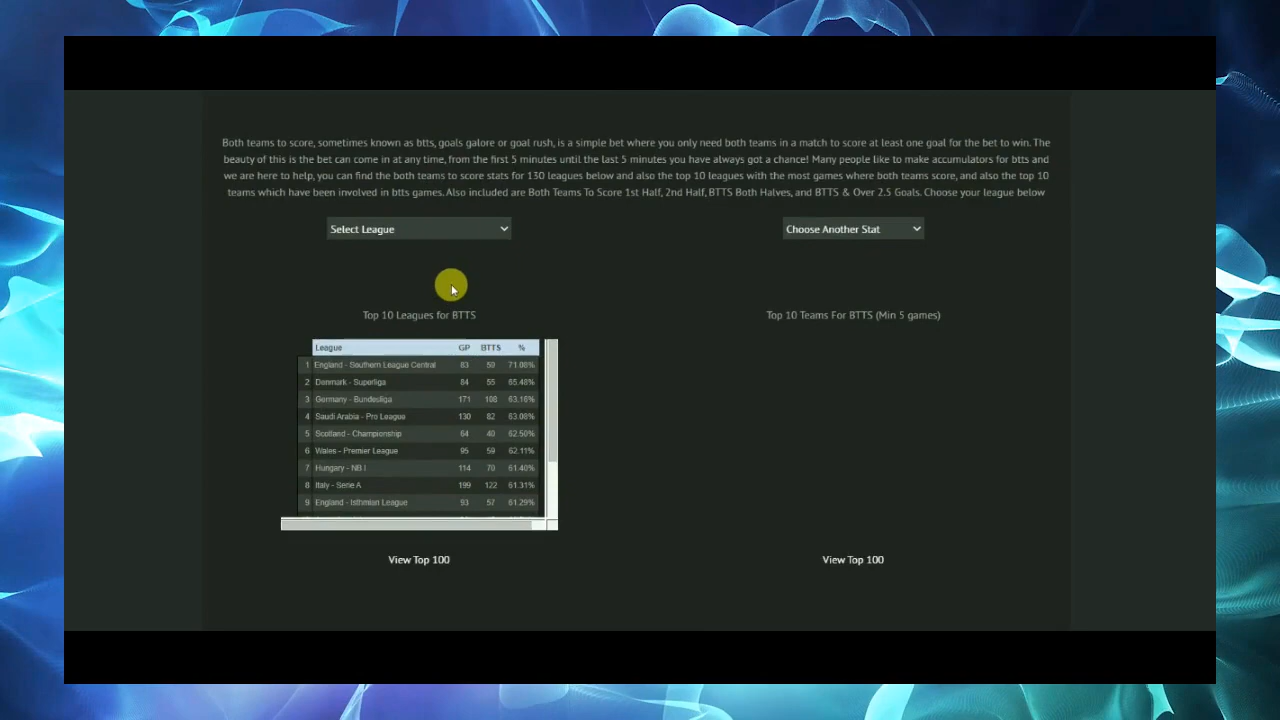 Both teams to score, sometimes known as btts, goals galore or goal rush, is a simple bet where you only need both teams in a match to score at least one goal for the bet to win. The
beauty of this is the bet can come in at any time, from the first 5 minutes until the last 5 minutes you have always got a chance! Many people like to make accumulators for btts and
we are here to help, you can find the both teams to score stats for 130 leagues below and also the top 10 leagues with the most games where both teams score, and also the top 10
teams which have been involved in btts games. Also included are Both Teams To Score 1st Half, 2nd Half, BTTS Both Halves, and BTTS & Over 2.5 Goals. Choose your league below
Select League
Choose Another Stat
Top 10 Leagues for BTTS
Top 10 Teams For BTTS (Min 5 games)
League GP BTTS %
1 England - Southern League Central 83 59 71.08%
2 Denmark - Superliga 84 55 65.48%
3 Germany - Bundesliga 171 108 63.16%
4 Saudi Arabia - Pro League 130 82 63.08%
5 Scotland - Championship 64 40 62.50%
6 Wales - Premier League 95 59 62.11%
7 Hungary - NB I 114 70 61.40%
8 Italy - Serie A 199 122 61.31%
9 England - Isthmian League 93 57 61.29%
View Top 100
View Top 100